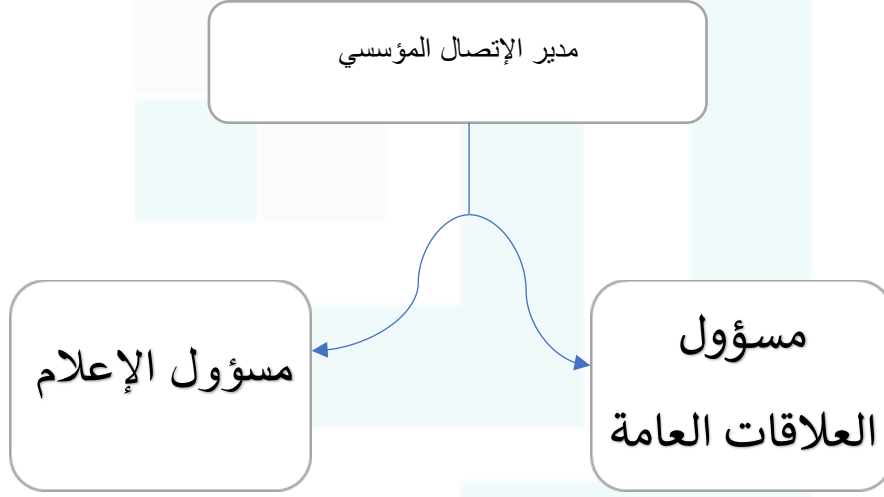 مدير الإتصال المؤسسي
مسؤول
العلاقات العامة
مسؤول الإعلام